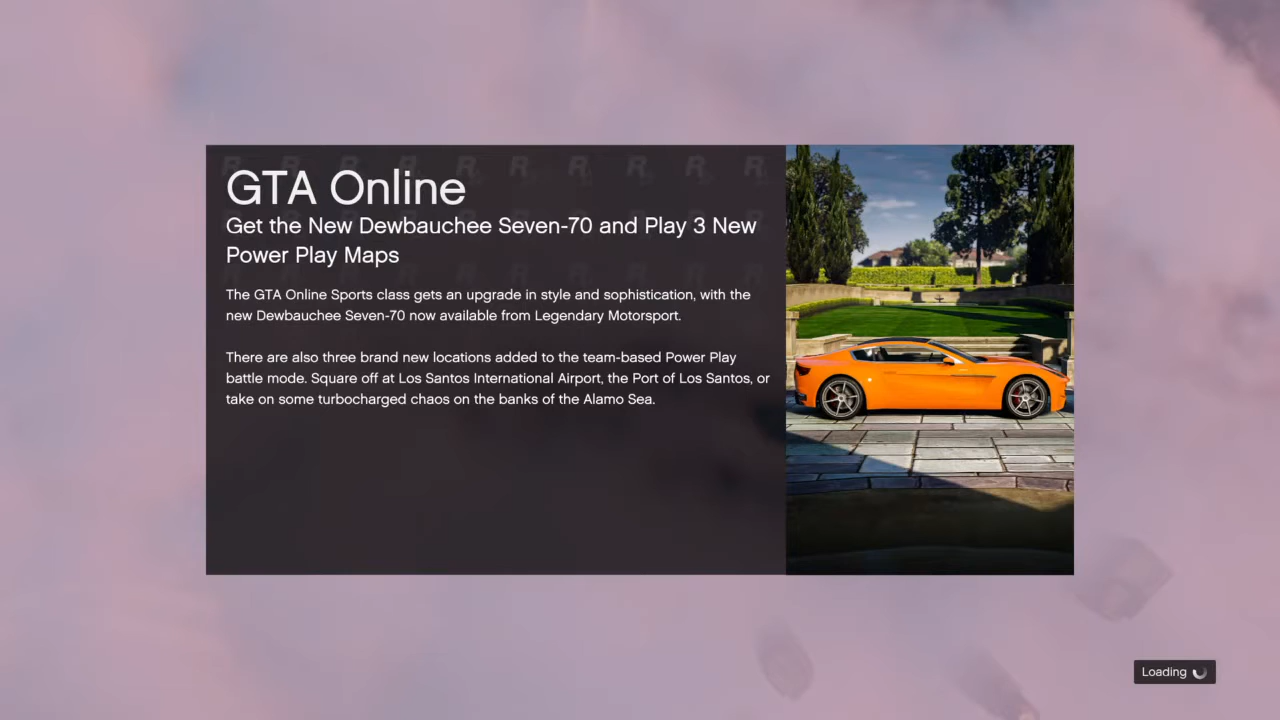 GTA Online
Get the New Dewbauchee Seven-70 and Play 3 New
Power Play Maps
The GTA Online Sports class gets an upgrade in style and sophistication, with the
new Dewbauchee Seven-70 now available from Legendary Motorsport.
There are also three brand new locations added to the team-based Power Play
battle mode. Square off at Los Santos International Airport, the Port of Los Santos, or
take on some turbocharged chaos on the banks of the Alamo Sea.
Loading